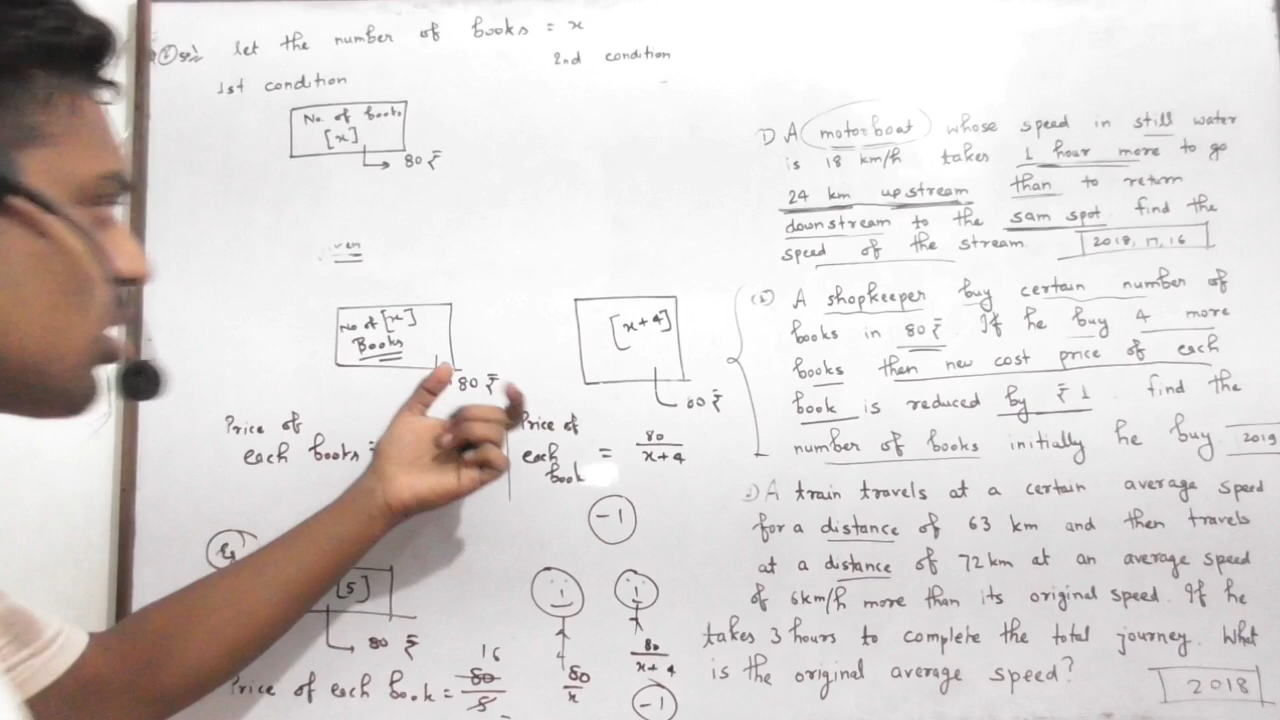 ② soln let the number of books = x
1st condition
2nd condition
No. of books
[x]
80 ₹
ven
No of [x]
Books
80 ₹
[x+4]
80 ₹
Price of
each books =
Price of
each = 80/x+4
book
-1
Eg
[5]
80 ₹
Price of each book = 80/5
16
80/x
80/x+4
-1
1) A motorboat whose speed in still water
is 18 km/h takes 1 hour more to go
24 km upstream than to return
downstream to the sam spot. find the
speed of the stream. 2018, 17, 16
(2) A shopkeeper buy certain number of
books in 80 ₹. If he buy 4 more
books then new cost price of each
book is reduced by ₹ 1. find the
number of books initially he buy 2019
3) A train travels at a certain average speed
for a distance of 63 km and then travels
at a distance of 72 km at an average speed
of 6km/h more than its original speed. If he
takes 3 hours to complete the total journey. What
is the original average speed?
2018